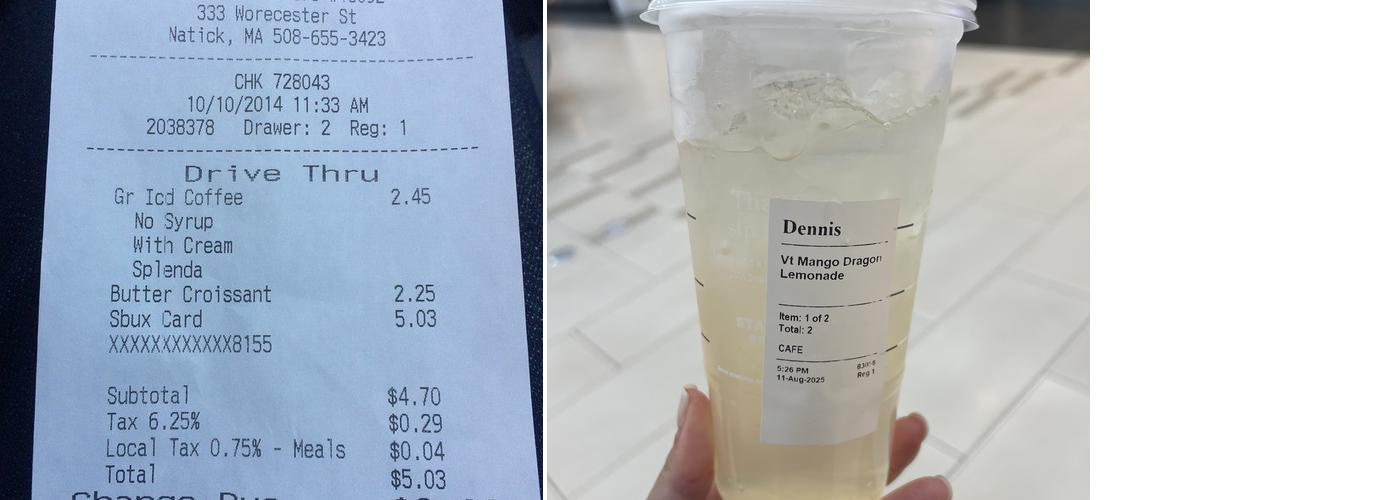 333 Worecester St
Natick, MA 508-655-3423
CHK 728043
10/10/2014 11:33 AM
2038378 Drawer: 2 Reg: 1
Drive Thru
Gr Icd Coffee 2.45
No Syrup
With Cream
Splenda
Butter Croissant 2.25
Sbux Card 5.03
XXXXXXXXXXXX8155
Subtotal $4.70
Tax 6.25% $0.29
Local Tax 0.75% - Meals $0.04
Total $5.03
Change Due
Dennis
Vt Mango Dragon
Lemonade
Item: 1 of 2
Total: 2
CAFE
5:26 PM
11-Aug-2025 Reg 1